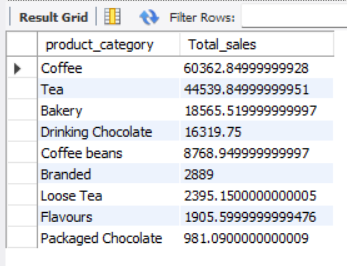 Result Grid Filter Rows:
product_category Total_sales
Coffee 60362.84999999928
Tea 44539.84999999951
Bakery 18565.519999999997
Drinking Chocolate 16319.75
Coffee beans 8768.949999999997
Branded 2889
Loose Tea 2395.1500000000005
Flavours 1905.5999999999476
Packaged Chocolate 981.0900000000009